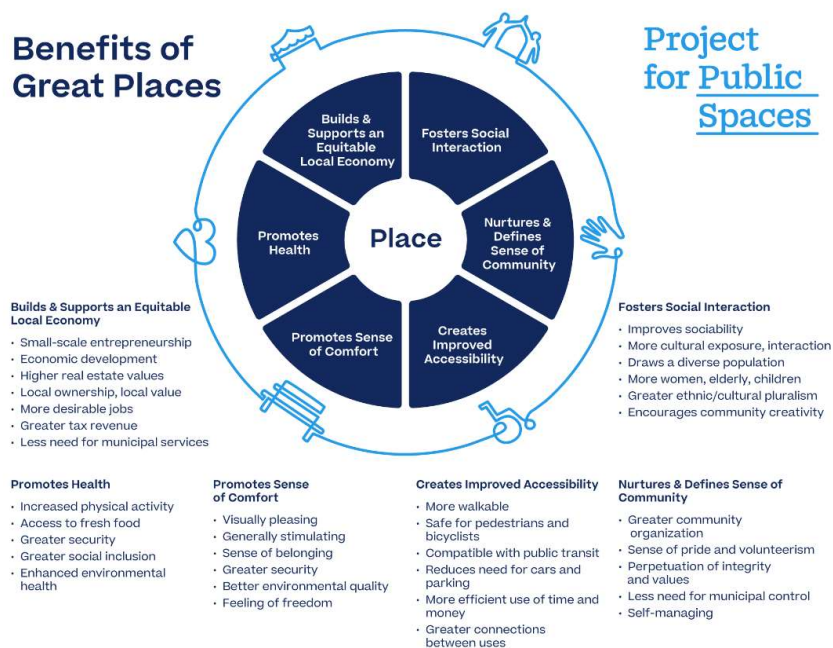 Benefits of
Great Places
Project
for Public
Spaces
Builds &
Supports an
Equitable
Local Economy
Fosters Social
Interaction
Promotes
Health
Place
Nurtures &
Defines
Sense of
Community
Promotes Sense
of Comfort
Creates
Improved
Accessibility
Builds & Supports an Equitable
Local Economy
• Small-scale entrepreneurship
• Economic development
• Higher real estate values
• Local ownership, local value
• More desirable jobs
• Greater tax revenue
• Less need for municipal services
Fosters Social Interaction
• Improves sociability
• More cultural exposure, interaction
• Draws a diverse population
• More women, elderly, children
• Greater ethnic/cultural pluralism
• Encourages community creativity
Promotes Health
• Increased physical activity
• Access to fresh food
• Greater security
• Greater social inclusion
• Enhanced environmental
health
Promotes Sense
of Comfort
• Visually pleasing
• Generally stimulating
• Sense of belonging
• Greater security
• Better environmental quality
• Feeling of freedom
Creates Improved Accessibility
• More walkable
• Safe for pedestrians and
bicyclists
• Compatible with public transit
• Reduces need for cars and
parking
• More efficient use of time and
money
• Greater connections
between uses
Nurtures & Defines Sense of
Community
• Greater community
organization
• Sense of pride and volunteerism
• Perpetuation of integrity
and values
• Less need for municipal control
• Self-managing